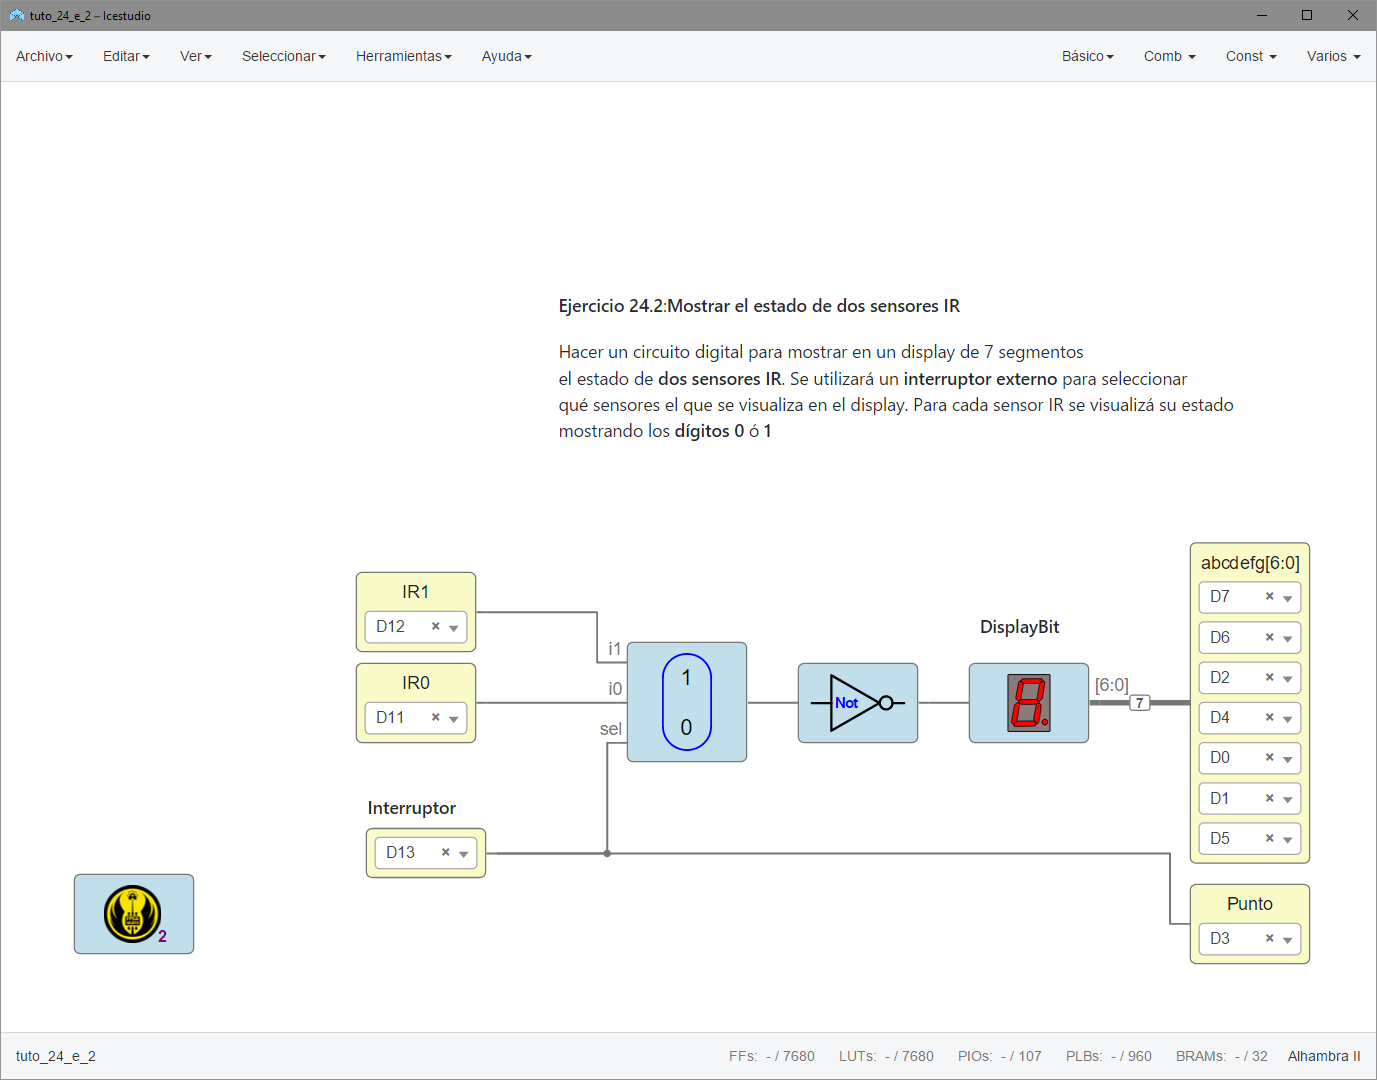 tuto_24_e_2 – Icestudio
Archivo Editar Ver Seleccionar Herramientas Ayuda Básico Comb Const Varios
Ejercicio 24.2:Mostrar el estado de dos sensores IR
Hacer un circuito digital para mostrar en un display de 7 segmentos
el estado de dos sensores IR. Se utilizará un interruptor externo para seleccionar
qué sensores el que se visualiza en el display. Para cada sensor IR se visualizá su estado
mostrando los dígitos 0 ó 1
IR1
D12
IR0
D11
i1
i0
sel
1
0
Not
DisplayBit
[6:0]
7
abcdefg[6:0]
D7
D6
D2
D4
D0
D1
D5
Interruptor
D13
Punto
D3
2
tuto_24_e_2 FFs: - / 7680 LUTs: - / 7680 PIOs: - / 107 PLBs: - / 960 BRAMs: - / 32 Alhambra II